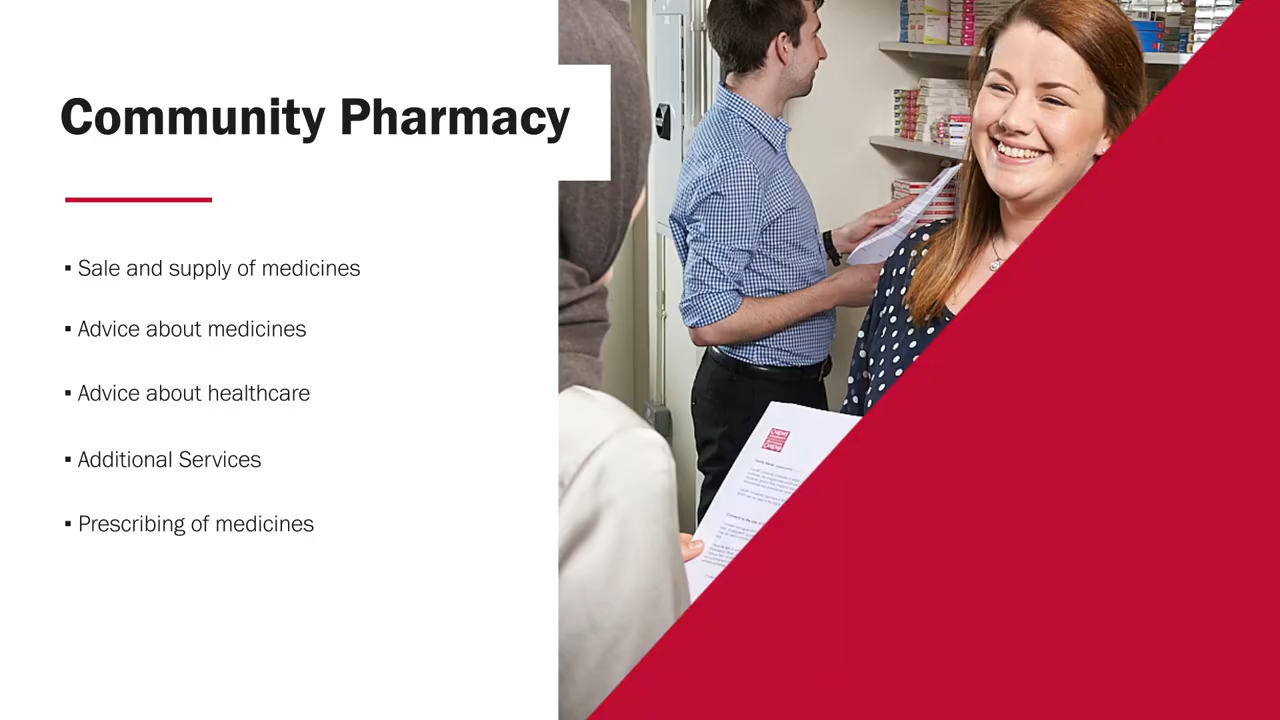 Community Pharmacy
▪ Sale and supply of medicines
▪ Advice about medicines
▪ Advice about healthcare
▪ Additional Services
▪ Prescribing of medicines